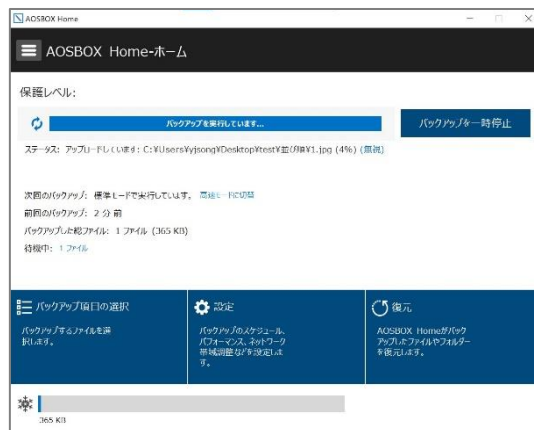 AOSBOX Home
AOSBOX Home-ホーム
保護レベル:
バックアップを実行しています...
バックアップを一時停止
ステータス: アップロードしています: C:¥Users¥yjsong¥Desktop¥test¥並び順¥1.jpg (4%) (無視)
次回のバックアップ: 標準モードで実行しています。 高速モードに切替
前回のバックアップ: 2 分 前
バックアップした総ファイル: 1 ファイル (365 KB)
待機中: 1 ファイル
バックアップ項目の選択
バックアップするファイルを選
択します。
設定
バックアップのスケジュール、
パフォーマンス、ネットワーク
帯域調整などを設定しま
す。
復元
AOSBOX Homeがバック
アップしたファイルやフォルダー
を復元します。
365 KB